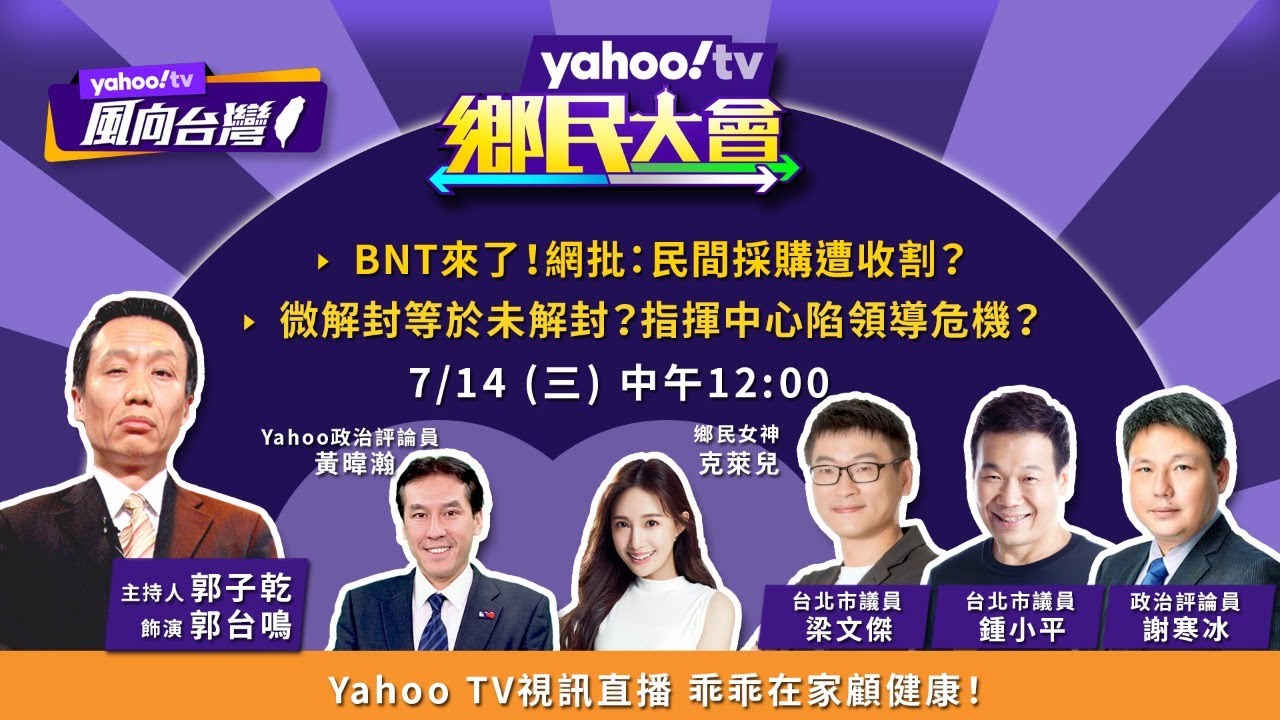 yahoo!tv
風向台灣
yahoo!tv
鄉民大會
BNT來了!網批:民間採購遭收割?
微解封等於未解封?指揮中心陷領導危機?
7/14 (三) 中午12:00
Yahoo政治評論員
黃暐瀚
鄉民女神
克萊兒
主持人 郭子乾
飾演 郭台鳴
台北市議員
梁文傑
台北市議員
鍾小平
政治評論員
謝寒冰
Yahoo TV視訊直播 乖乖在家顧健康!